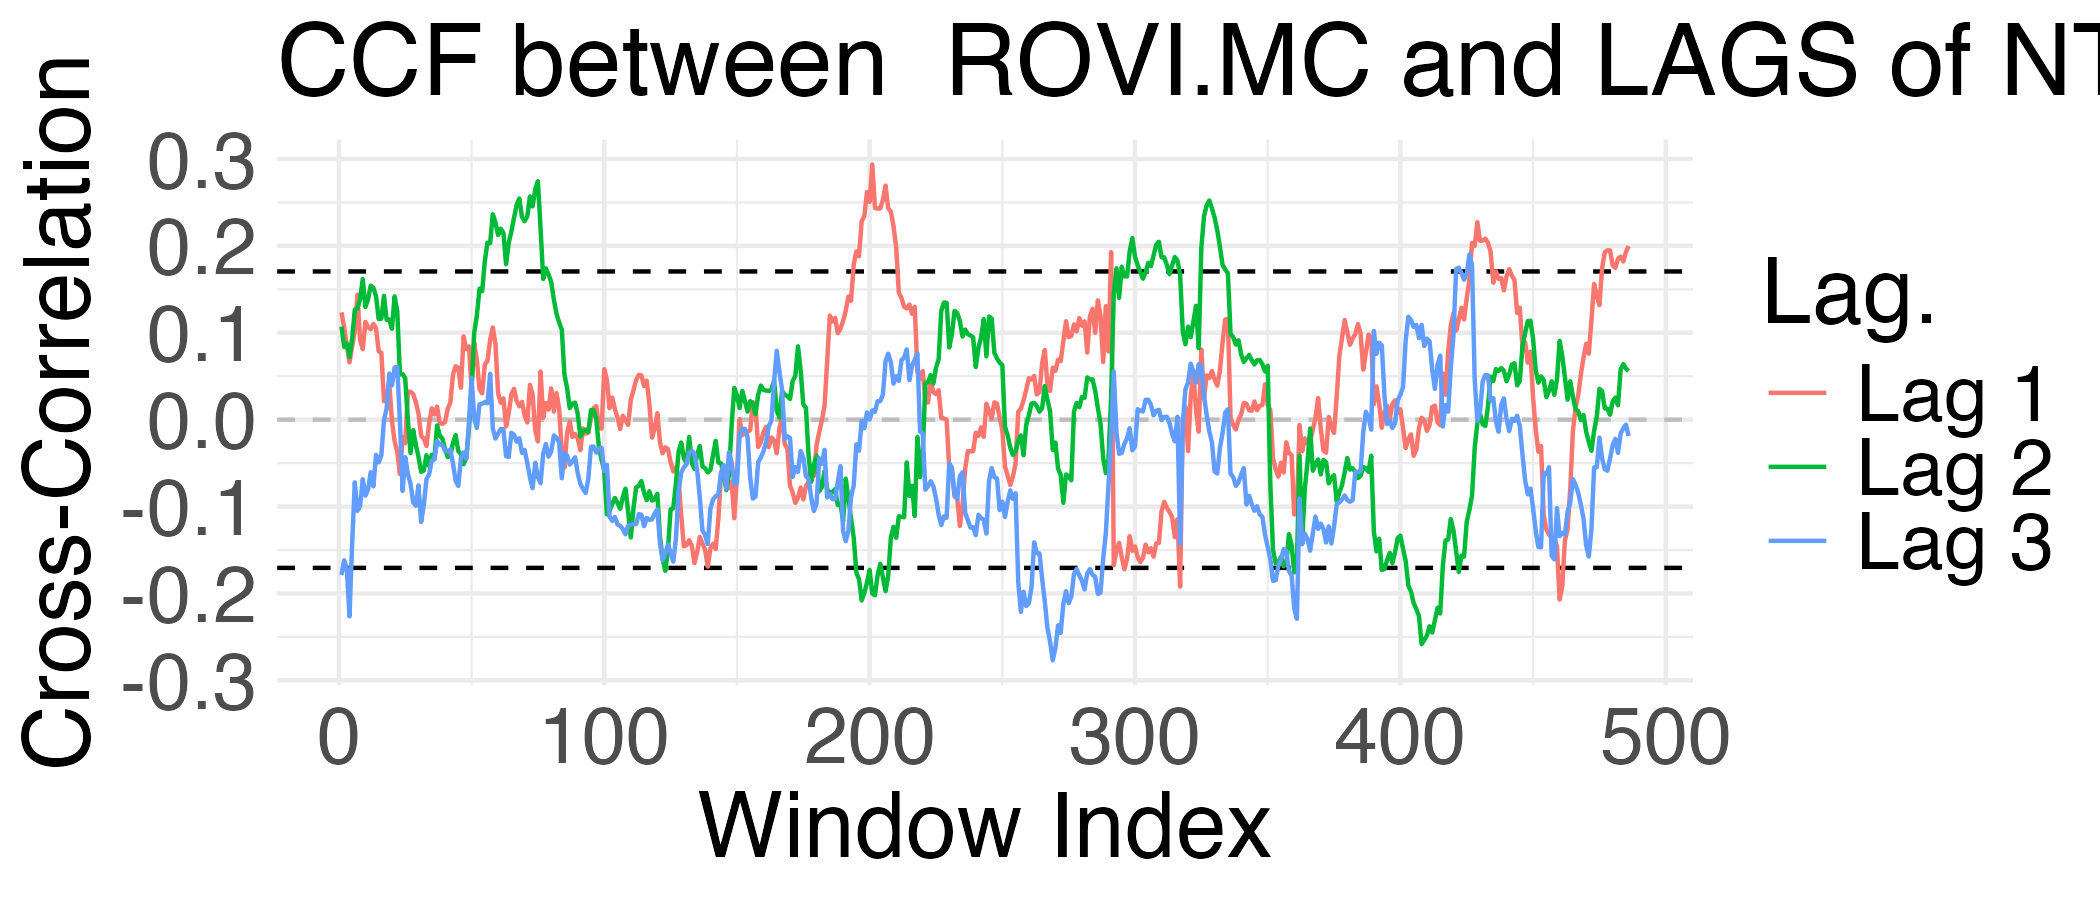 CCF between  ROVI.MC and LAGS of NT
Cross-Correlation
0.3
0.2
0.1
0.0
-0.1
-0.2
-0.3
0 100 200 300 400 500
Window Index
Lag.
Lag 1
Lag 2
Lag 3